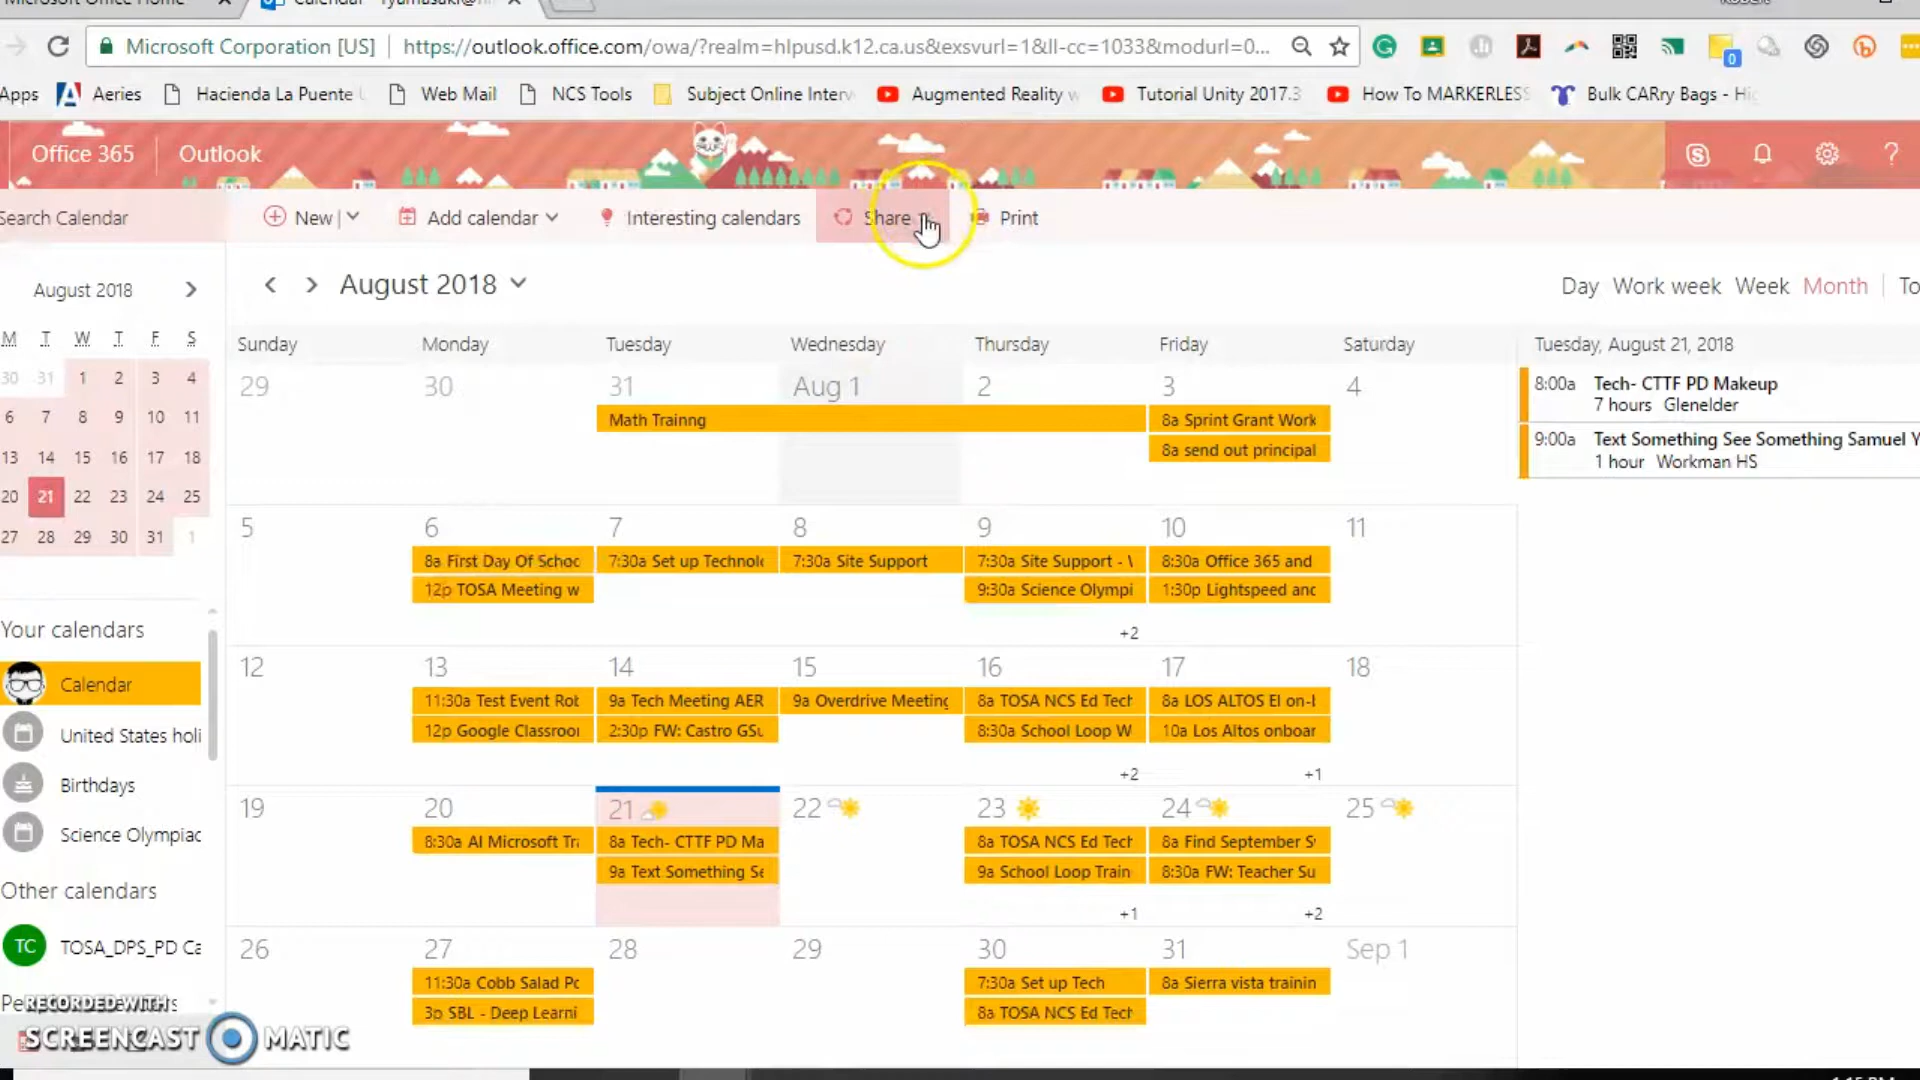 Microsoft Office Home
Calendar - ryamasaki@
Microsoft Corporation [US] https://outlook.office.com/owa/?realm=hlpusd.k12.ca.us&exsvurl=1&ll-cc=1033&modurl=0...
Apps Aeries Hacienda La Puente Web Mail NCS Tools Subject Online Interv Augmented Reality w Tutorial Unity 2017.3 How To MARKERLESS Bulk CARry Bags - Hi
Office 365 Outlook
Search Calendar New Add calendar Interesting calendars Share Print
August 2018
M T W T F S
30 31 1 2 3 4
6 7 8 9 10 11
13 14 15 16 17 18
20 21 22 23 24 25
27 28 29 30 31 1
Your calendars
Calendar
United States holi
Birthdays
Science Olympiac
Other calendars
TC TOSA_DPS_PD Ca
August 2018
Day Work week Week Month To
Sunday Monday Tuesday Wednesday Thursday Friday Saturday
29 30 31 Aug 1 2 3 4
Math Trainng 8a Sprint Grant Work
8a send out principal
5 6 7 8 9 10 11
8a First Day Of Schoc 7:30a Set up Technolo 7:30a Site Support 7:30a Site Support - \ 8:30a Office 365 and
12p TOSA Meeting w 9:30a Science Olympi 1:30p Lightspeed anc
+2
12 13 14 15 16 17 18
11:30a Test Event Rob 9a Tech Meeting AER 9a Overdrive Meeting 8a TOSA NCS Ed Tech 8a LOS ALTOS El on-l
12p Google Classroor 2:30p FW: Castro GSu 8:30a School Loop W 10a Los Altos onboar
+2 +1
19 20 21 22 23 24 25
8:30a AI Microsoft Tra 8a Tech- CTTF PD Ma 8a TOSA NCS Ed Tech 8a Find September S
9a Text Something Se 9a School Loop Train 8:30a FW: Teacher Su
+1 +2
26 27 28 29 30 31 Sep 1
11:30a Cobb Salad Pc 7:30a Set up Tech 8a Sierra vista trainin
3p SBL - Deep Learni 8a TOSA NCS Ed Tech
Tuesday, August 21, 2018
8:00a Tech- CTTF PD Makeup
7 hours Glenelder
9:00a Text Something See Something Samuel Y
1 hour Workman HS
RECORDED WITH
SCREENCAST MATIC